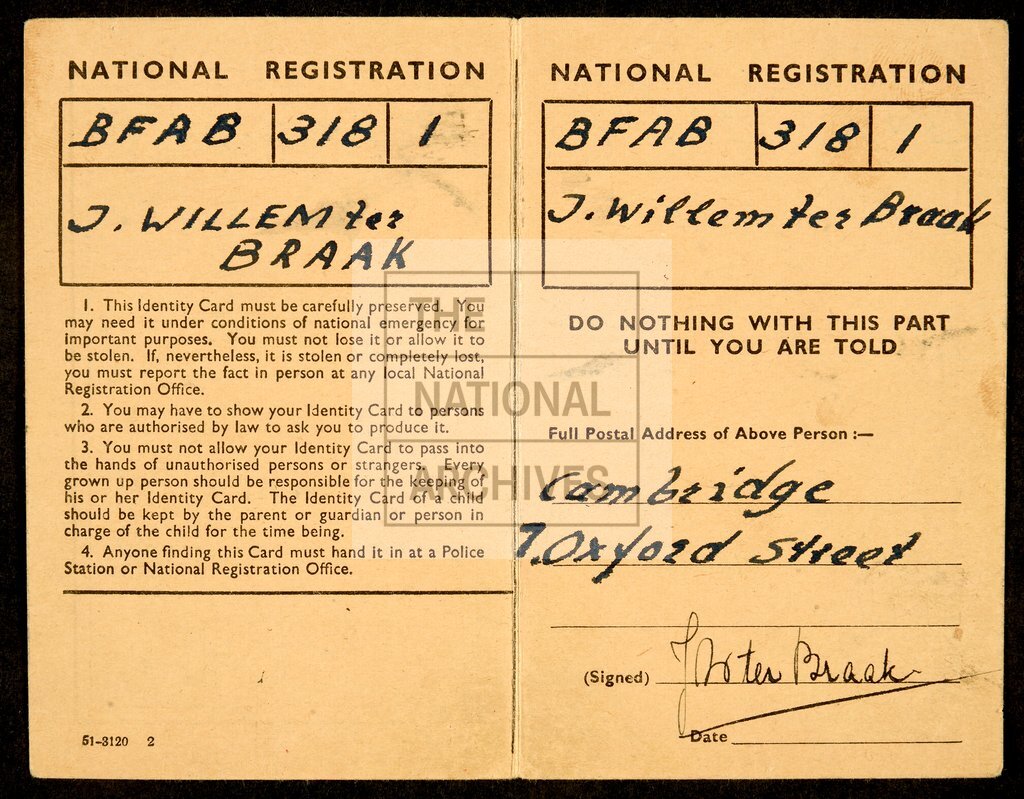 NATIONAL REGISTRATION
BFAB 318 1
J. WILLEM ter
BRAAK
1. This Identity Card must be carefully preserved. You
may need it under conditions of national emergency for
important purposes. You must not lose it or allow it to
be stolen. If, nevertheless, it is stolen or completely lost,
you must report the fact in person at any local National
Registration Office.
2. You may have to show your Identity Card to persons
who are authorised by law to ask you to produce it.
3. You must not allow your Identity Card to pass into
the hands of unauthorised persons or strangers. Every
grown up person should be responsible for the keeping of
his or her Identity Card. The Identity Card of a child
should be kept by the parent or guardian or person in
charge of the child for the time being.
4. Anyone finding this Card must hand it in at a Police
Station or National Registration Office.
51-3120 2
NATIONAL REGISTRATION
BFAB 318 1
J. Willem ter Braak
DO NOTHING WITH THIS PART
UNTIL YOU ARE TOLD
Full Postal Address of Above Person :—
Cambridge
7. Oxford Street
(Signed) J W ter Braak
Date
THE
NATIONAL
ARCHIVES